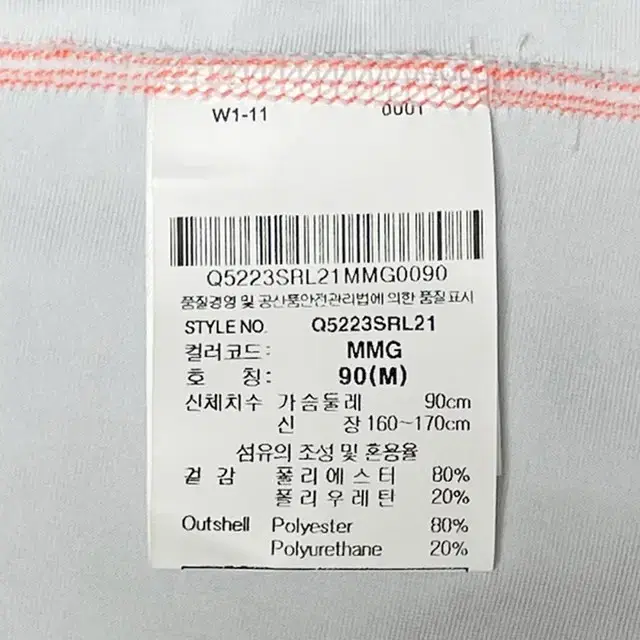 W1-11 0001
Q5223SRL21MMG0090
품질경영 및 공산품안전관리법에 의한 품질표시
STYLE NO. Q5223SRL21
컬러코드: MMG
호 칭: 90(M)
신체치수 가슴둘레 90cm
신 장 160~170cm
섬유의 조성 및 혼용율
겉 감 폴리에스터 80%
폴리우레탄 20%
Outshell Polyester 80%
Polyurethane 20%